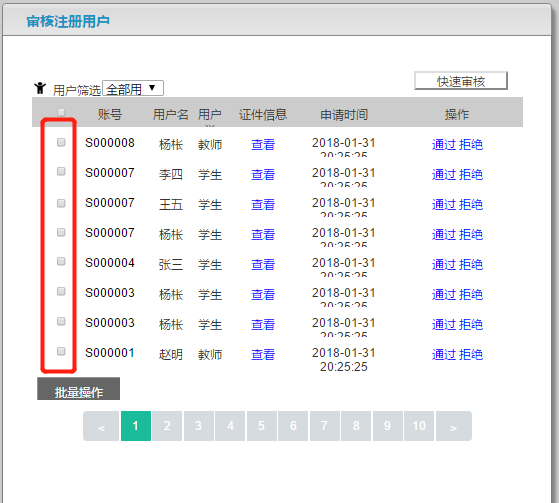 审核注册用户
用户筛选 全部用 快速审核
账号 用户名 用户 证件信息 申请时间 操作
S000008 杨枨 教师 查看 2018-01-31 20:25:25 通过 拒绝
S000007 李四 学生 查看 2018-01-31 20:25:25 通过 拒绝
S000007 王五 学生 查看 2018-01-31 20:25:25 通过 拒绝
S000007 杨枨 学生 查看 2018-01-31 20:25:25 通过 拒绝
S000004 张三 学生 查看 2018-01-31 20:25:25 通过 拒绝
S000003 杨枨 学生 查看 2018-01-31 20:25:25 通过 拒绝
S000003 杨枨 学生 查看 2018-01-31 20:25:25 通过 拒绝
S000001 赵明 教师 查看 2018-01-31 20:25:25 通过 拒绝
批量操作
< 1 2 3 4 5 6 7 8 9 10 >